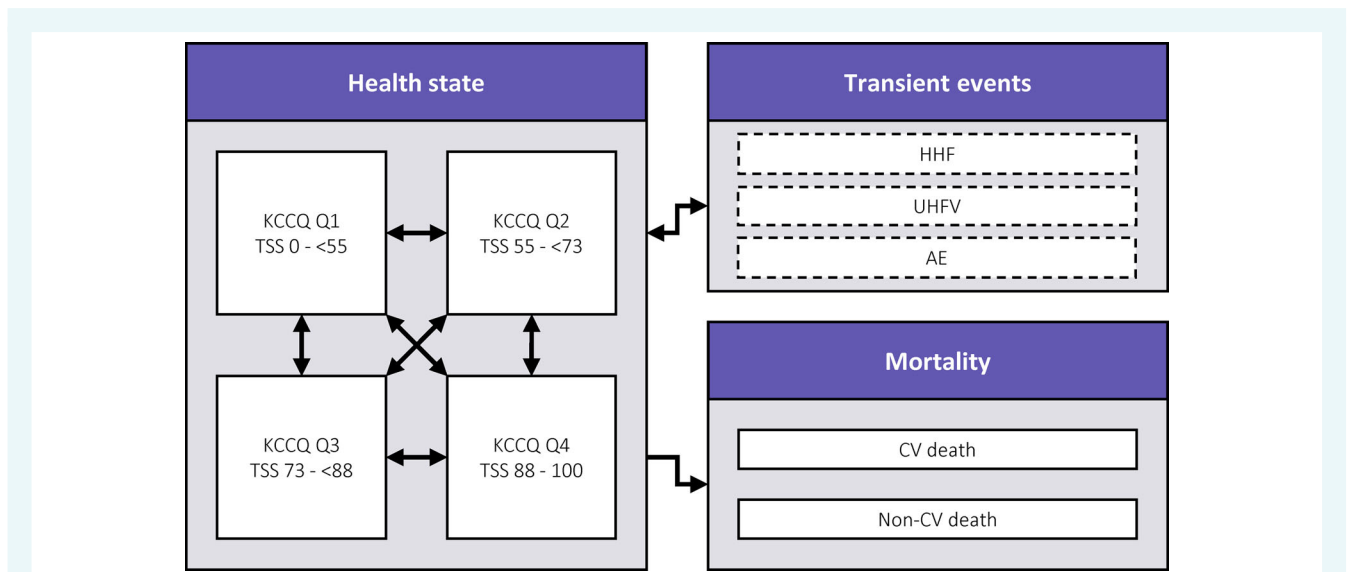 Health state
KCCQ Q1
TSS 0 - <55
KCCQ Q2
TSS 55 - <73
KCCQ Q3
TSS 73 - <88
KCCQ Q4
TSS 88 - 100
Transient events
HHF
UHFV
AE
Mortality
CV death
Non-CV death